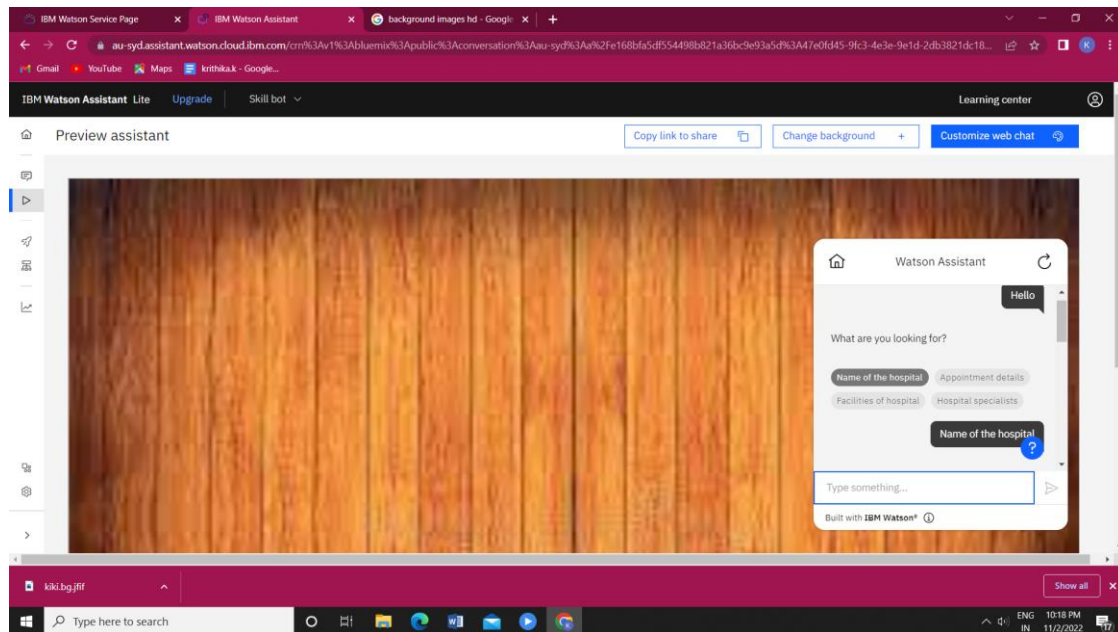 IBM Watson Service Page
IBM Watson Assistant
background images hd - Google
au-syd.assistant.watson.cloud.ibm.com/crn%3Av1%3Abluemix%3Apublic%3Aconversation%3Aau-syd%3Aa%2Fe168bfa5df554498b821a36bc9e93a5d%3A47e0fd45-9fc3-4e3e-9e1d-2db3821dc18...
K
Gmail
YouTube
Maps
krithika.k - Google...
IBM Watson Assistant Lite
Upgrade
Skill bot
Learning center
Preview assistant
Copy link to share
Change background +
Customize web chat
Watson Assistant
Hello
What are you looking for?
Name of the hospital
Appointment details
Facilities of hospital
Hospital specialists
Name of the hospital
?
Type something...
Built with IBM Watson®
kiki.bg.jfif
Show all
Type here to search
ENG
IN
10:18 PM
11/2/2022
17